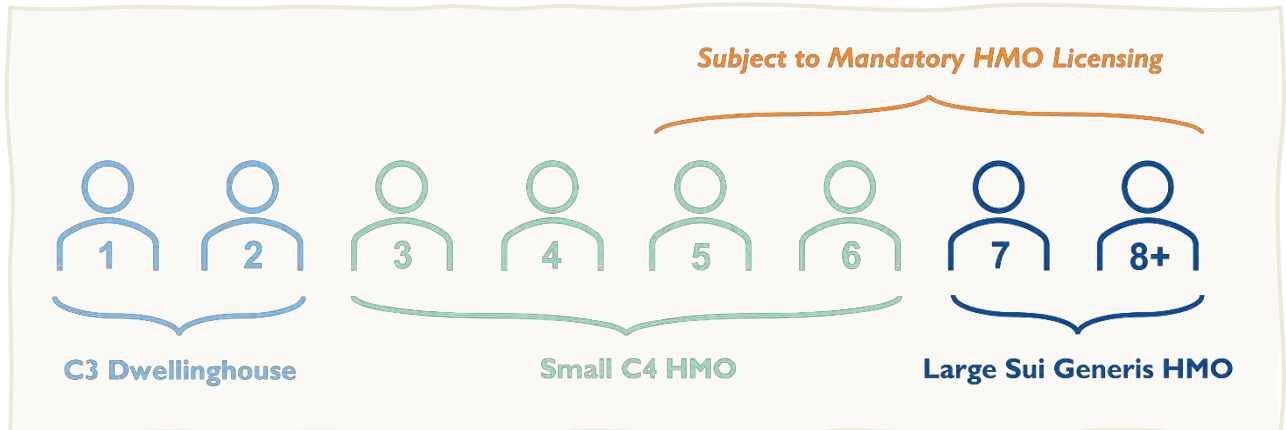 Subject to Mandatory HMO Licensing
1 2 3 4 5 6 7 8+
C3 Dwellinghouse Small C4 HMO Large Sui Generis HMO